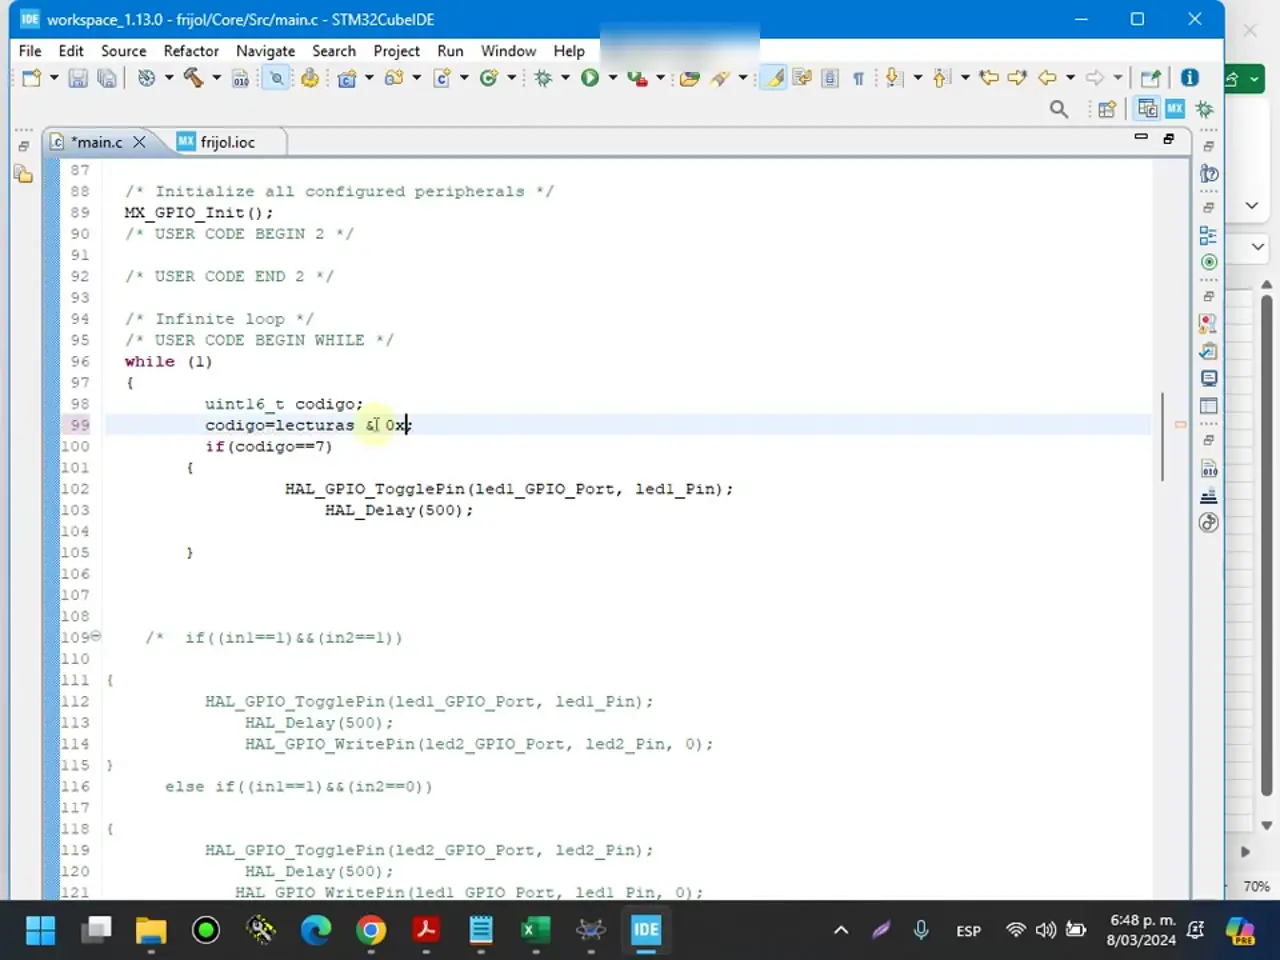 IDE workspace_1.13.0 - frijol/Core/Src/main.c - STM32CubeIDE
File Edit Source Refactor Navigate Search Project Run Window Help
*main.c
MX frijol.ioc
87
88 /* Initialize all configured peripherals */
89 MX_GPIO_Init();
90 /* USER CODE BEGIN 2 */
91
92 /* USER CODE END 2 */
93
94 /* Infinite loop */
95 /* USER CODE BEGIN WHILE */
96 while (1)
97 {
98 uint16_t codigo;
99 codigo=lecturas & 0x;
100 if(codigo==7)
101 {
102 HAL_GPIO_TogglePin(led1_GPIO_Port, led1_Pin);
103 HAL_Delay(500);
104
105 }
106
107
108
109 /* if((in1==1)&&(in2==1))
110
111 {
112 HAL_GPIO_TogglePin(led1_GPIO_Port, led1_Pin);
113 HAL_Delay(500);
114 HAL_GPIO_WritePin(led2_GPIO_Port, led2_Pin, 0);
115 }
116 else if((in1==1)&&(in2==0))
117
118 {
119 HAL_GPIO_TogglePin(led2_GPIO_Port, led2_Pin);
120 HAL_Delay(500);
121 HAL_GPIO_WritePin(led1_GPIO_Port, led1_Pin, 0);
70%
IDE
ESP
6:48 p. m.
8/03/2024
PRE